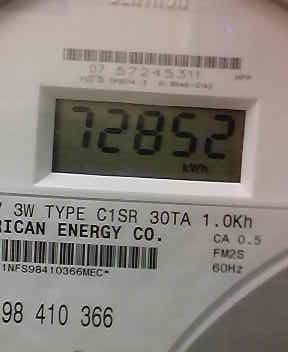 07 57245311
72852
kWh
3W TYPE C1SR 30TA 1.0Kh
RICAN ENERGY CO.
CA 0.5
FM2S
60Hz
1NFS98410366MEC*
98 410 366